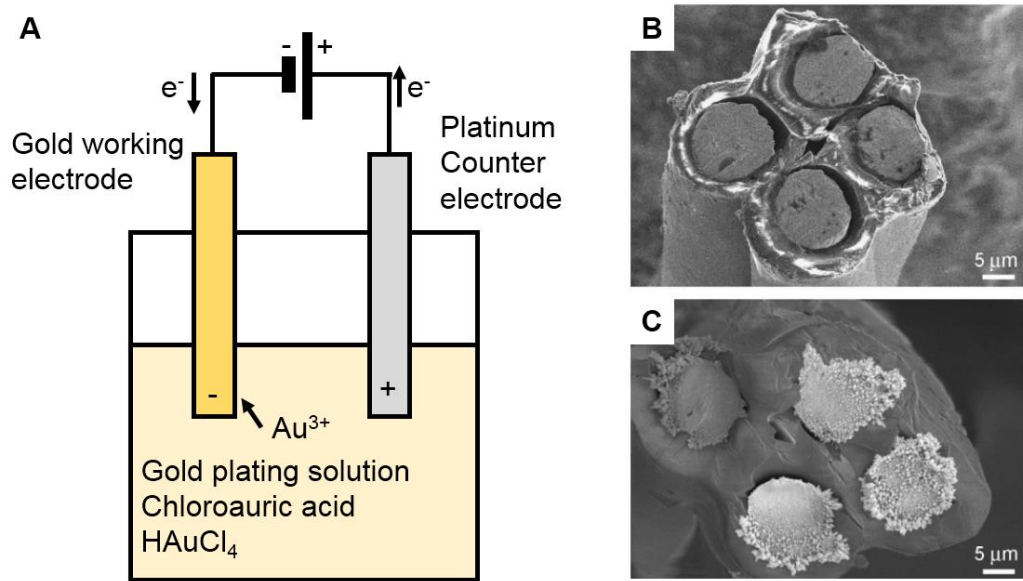 A
- +
e⁻
e⁻
Gold working
electrode
Platinum
Counter
electrode
-
+
Au³⁺
Gold plating solution
Chloroauric acid
HAuCl₄
B
5 μm
C
5 μm